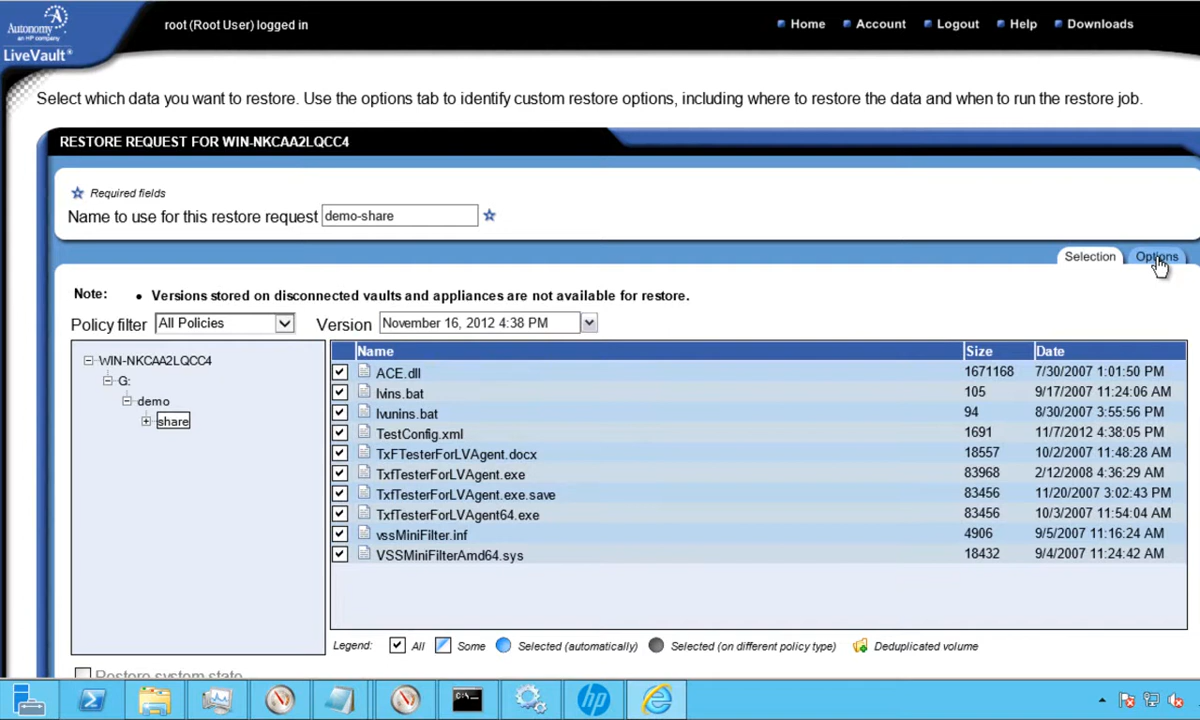 Autonomy
an HP company
LiveVault®
root (Root User) logged in
Home
Account
Logout
Help
Downloads
Select which data you want to restore. Use the options tab to identify custom restore options, including where to restore the data and when to run the restore job.
RESTORE REQUEST FOR WIN-NKCAA2LQCC4
Required fields
Name to use for this restore request demo-share
Selection
Options
Note: • Versions stored on disconnected vaults and appliances are not available for restore.
Policy filter All Policies Version November 16, 2012 4:38 PM
WIN-NKCAA2LQCC4
G:
demo
share
Name Size Date
ACE.dll 1671168 7/30/2007 1:01:50 PM
lvins.bat 105 9/17/2007 11:24:06 AM
lvunins.bat 94 8/30/2007 3:55:56 PM
TestConfig.xml 1691 11/7/2012 4:38:05 PM
TxFTesterForLVAgent.docx 18557 10/2/2007 11:48:28 AM
TxfTesterForLVAgent.exe 83968 2/12/2008 4:36:29 AM
TxfTesterForLVAgent.exe.save 83456 11/20/2007 3:02:43 PM
TxfTesterForLVAgent64.exe 83456 10/3/2007 11:54:04 AM
vssMiniFilter.inf 4906 9/5/2007 11:16:24 AM
VSSMiniFilterAmd64.sys 18432 9/4/2007 11:24:42 AM
Legend: All Some Selected (automatically) Selected (on different policy type) Deduplicated volume
Restore system state
hp